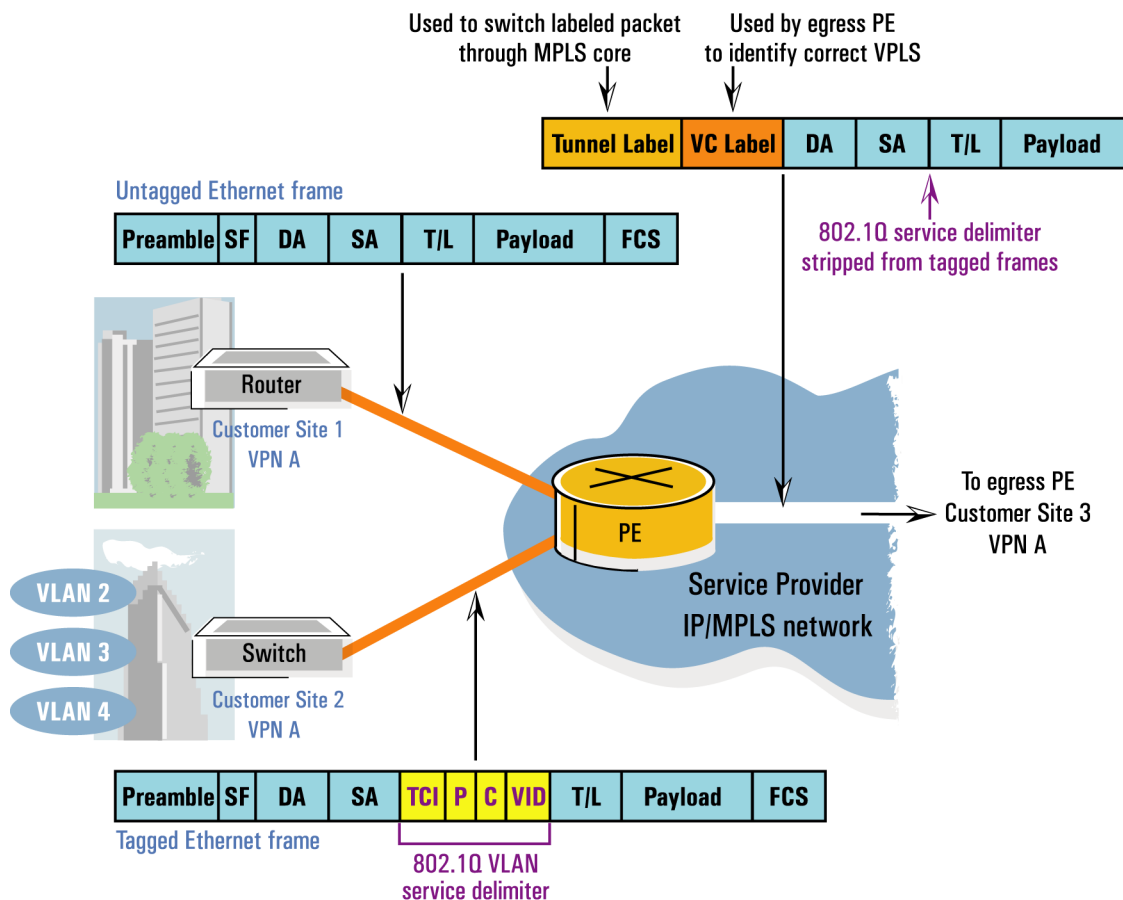 Used to switch labeled packet
through MPLS core
Used by egress PE
to identify correct VPLS
Tunnel Label VC Label DA SA T/L Payload
802.1Q service delimiter
stripped from tagged frames
Untagged Ethernet frame
Preamble SF DA SA T/L Payload FCS
Router
Customer Site 1
VPN A
PE
To egress PE
Customer Site 3
VPN A
Service Provider
IP/MPLS network
VLAN 2
VLAN 3
VLAN 4
Switch
Customer Site 2
VPN A
Preamble SF DA SA TCI P C VID T/L Payload FCS
Tagged Ethernet frame
802.1Q VLAN
service delimiter